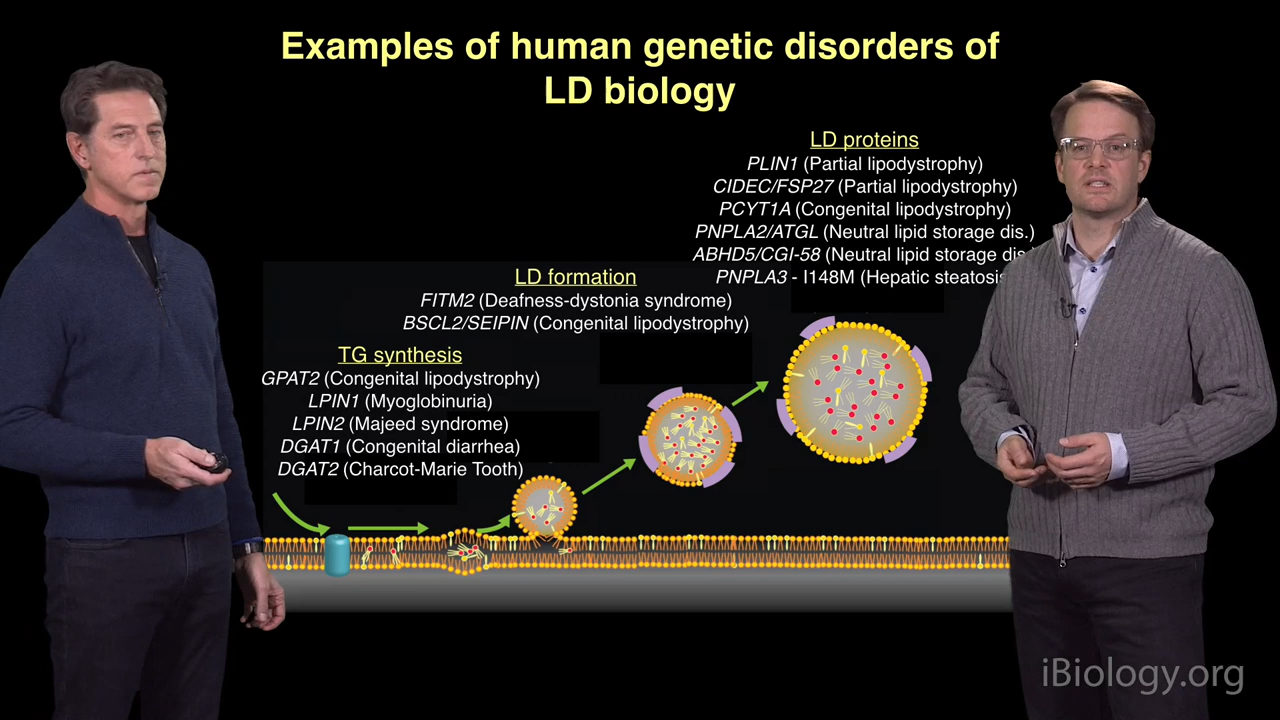 Examples of human genetic disorders of
LD biology
LD proteins
PLIN1 (Partial lipodystrophy)
CIDEC/FSP27 (Partial lipodystrophy)
PCYT1A (Congenital lipodystrophy)
PNPLA2/ATGL (Neutral lipid storage dis.)
ABHD5/CGI-58 (Neutral lipid storage dis
PNPLA3 - I148M (Hepatic steatosis
LD formation
FITM2 (Deafness-dystonia syndrome)
BSCL2/SEIPIN (Congenital lipodystrophy)
TG synthesis
GPAT2 (Congenital lipodystrophy)
LPIN1 (Myoglobinuria)
LPIN2 (Majeed syndrome)
DGAT1 (Congenital diarrhea)
DGAT2 (Charcot-Marie Tooth)
iBiology.org